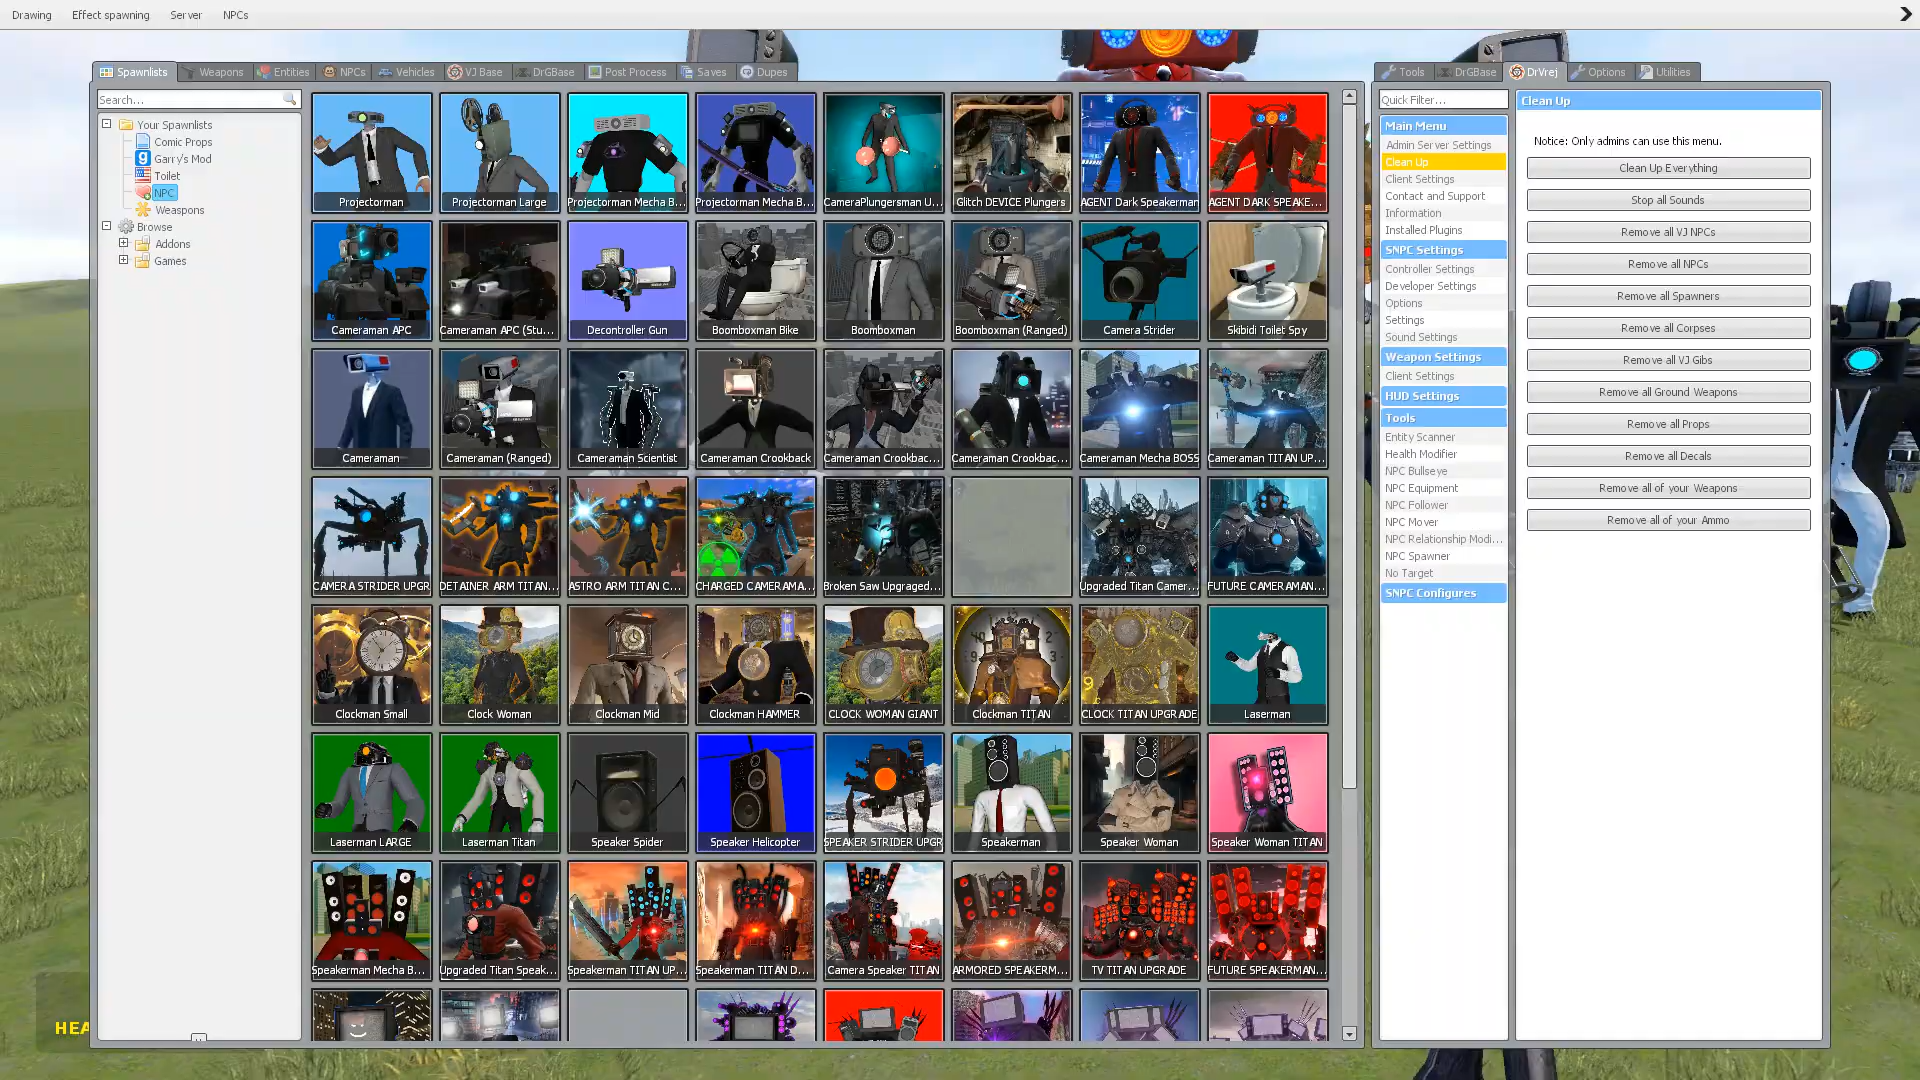 Drawing Effect spawning Server NPCs
Spawnlists Weapons Entities NPCs Vehicles VJ Base DrGBase Post Process Saves Dupes
Search...
Your Spawnlists
Comic Props
Garry's Mod
Toilet
NPC
Weapons
Browse
Addons
Games
Projectorman
Projectorman Large
Projectorman Mecha B...
Projectorman Mecha B...
CameraPlungersman U...
Glitch DEVICE Plungers
AGENT Dark Speakerman
AGENT DARK SPEAKE...
Cameraman APC
Cameraman APC (Stu...
Decontroller Gun
Boomboxman Bike
Boomboxman
Boomboxman (Ranged)
Camera Strider
Skibidi Toilet Spy
Cameraman
Cameraman (Ranged)
Cameraman Scientist
Cameraman Crookback
Cameraman Crookbac...
Cameraman Crookbac...
Cameraman Mecha BOSS
Cameraman TITAN UP...
CAMERA STRIDER UPGR
DETAINER ARM TITAN...
ASTRO ARM TITAN C...
CHARGED CAMERAMA...
Broken Saw Upgraded...
Upgraded Titan Camer...
FUTURE CAMERAMAN...
Clockman Small
Clock Woman
Clockman Mid
Clockman HAMMER
CLOCK WOMAN GIANT
Clockman TITAN
CLOCK TITAN UPGRADE
Laserman
Laserman LARGE
Laserman Titan
Speaker Spider
Speaker Helicopter
SPEAKER STRIDER UPGR
Speakerman
Speaker Woman
Speaker Woman TITAN
Speakerman Mecha B...
Upgraded Titan Speak...
Speakerman TITAN UP...
Speakerman TITAN D...
Camera Speaker TITAN
ARMORED SPEAKERM...
TV TITAN UPGRADE
FUTURE SPEAKERMAN...
HEA
Tools DrGBase DrVrej Options Utilities
Quick Filter...
Main Menu
Admin Server Settings
Clean Up
Client Settings
Contact and Support
Information
Installed Plugins
SNPC Settings
Controller Settings
Developer Settings
Options
Settings
Sound Settings
Weapon Settings
Client Settings
HUD Settings
Tools
Entity Scanner
Health Modifier
NPC Bullseye
NPC Equipment
NPC Follower
NPC Mover
NPC Relationship Modi...
NPC Spawner
No Target
SNPC Configures
Clean Up
Notice: Only admins can use this menu.
Clean Up Everything
Stop all Sounds
Remove all VJ NPCs
Remove all NPCs
Remove all Spawners
Remove all Corpses
Remove all VJ Gibs
Remove all Ground Weapons
Remove all Props
Remove all Decals
Remove all of your Weapons
Remove all of your Ammo